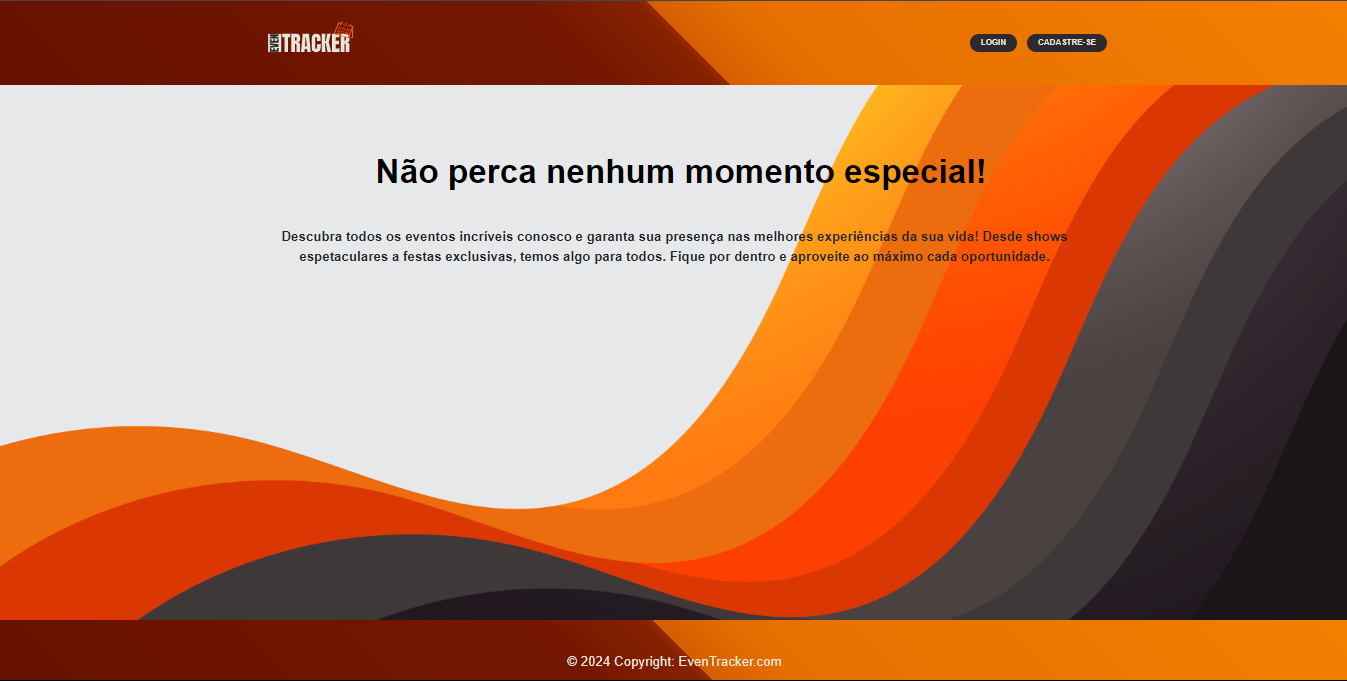 EVEN TRACKER
LOGIN
CADASTRE-SE
Não perca nenhum momento especial!
Descubra todos os eventos incríveis conosco e garanta sua presença nas melhores experiências da sua vida! Desde shows
espetaculares a festas exclusivas, temos algo para todos. Fique por dentro e aproveite ao máximo cada oportunidade.
© 2024 Copyright: EvenTracker.com